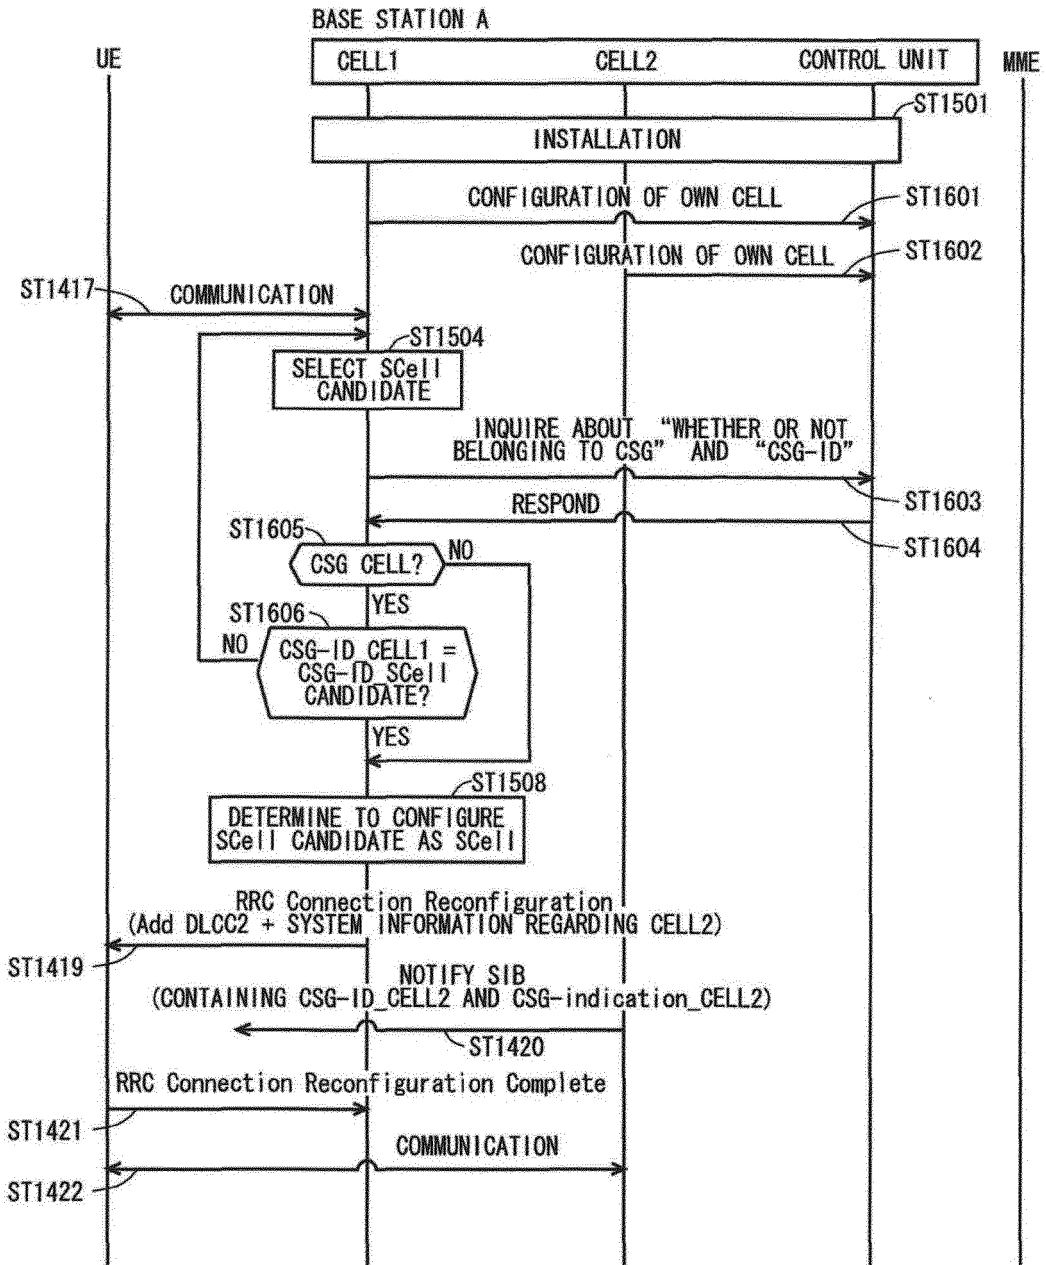 BASE STATION A
UE
CELL1
CELL2
CONTROL UNIT
MME
ST1501
INSTALLATION
CONFIGURATION OF OWN CELL
ST1601
CONFIGURATION OF OWN CELL
ST1602
ST1417
COMMUNICATION
ST1504
SELECT SCell
CANDIDATE
INQUIRE ABOUT “WHETHER OR NOT
BELONGING TO CSG” AND “CSG-ID”
ST1603
RESPOND
ST1604
ST1605
CSG CELL?
NO
YES
ST1606
NO
CSG-ID_CELL1 =
CSG-ID_SCell
CANDIDATE?
YES
ST1508
DETERMINE TO CONFIGURE
SCell CANDIDATE AS SCell
RRC Connection Reconfiguration
(Add DLCC2 + SYSTEM INFORMATION REGARDING CELL2)
ST1419
NOTIFY SIB
(CONTAINING CSG-ID_CELL2 AND CSG-indication_CELL2)
ST1420
RRC Connection Reconfiguration Complete
ST1421
COMMUNICATION
ST1422